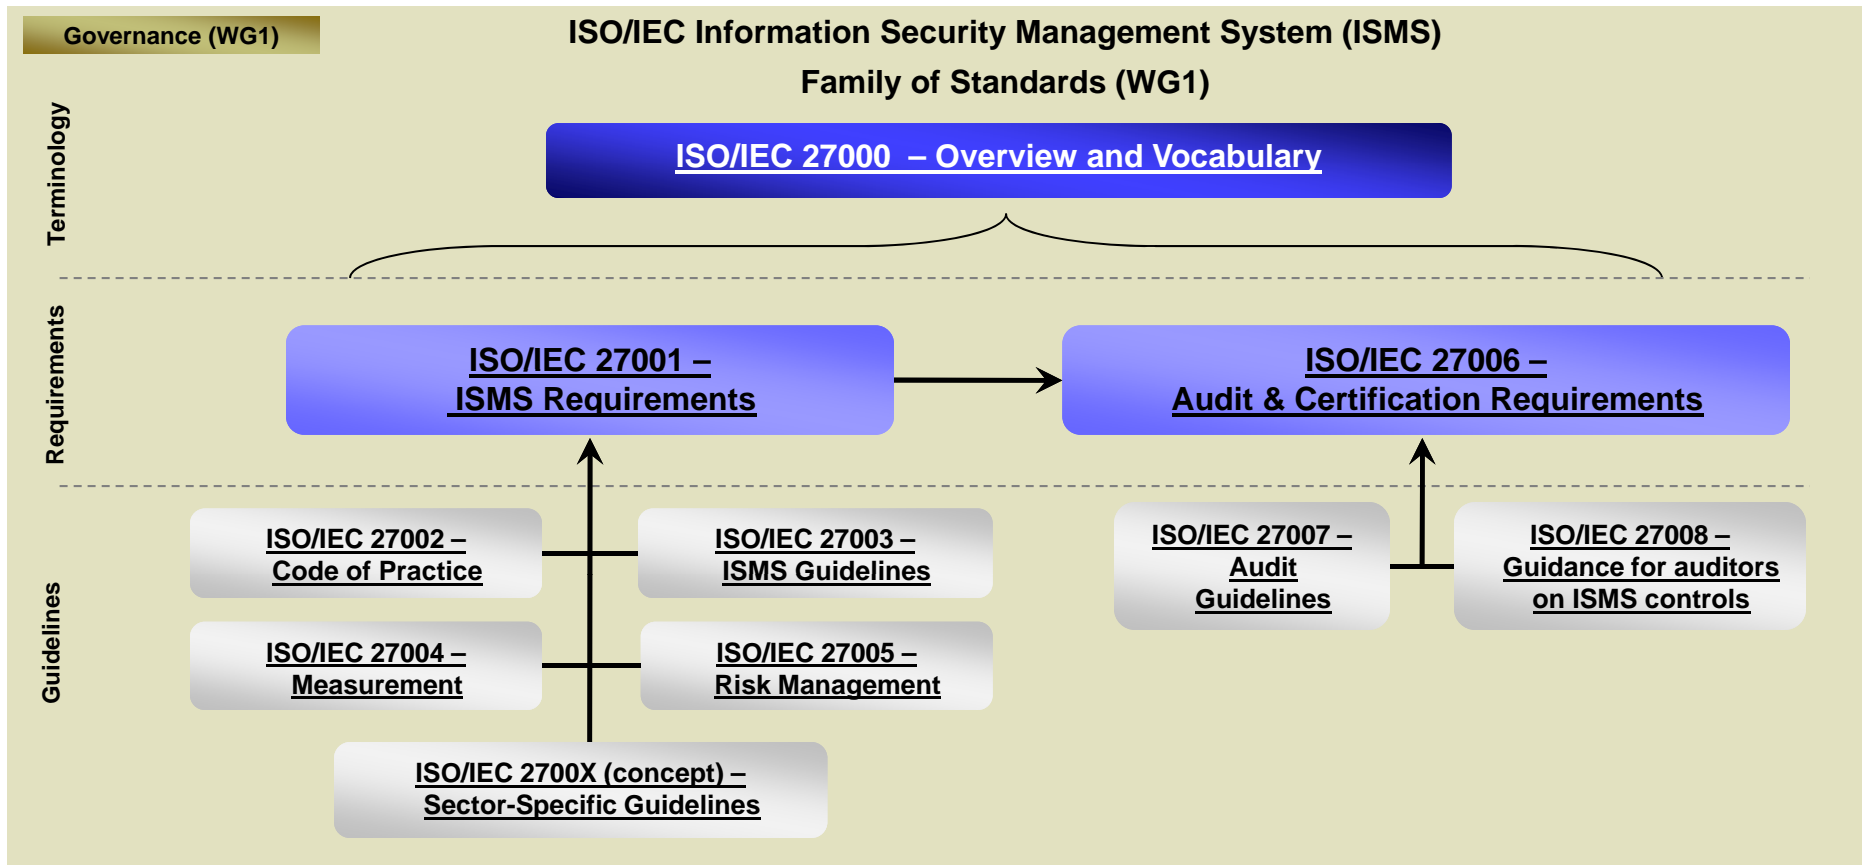 Governance (WG1)
ISO/IEC Information Security Management System (ISMS)
Family of Standards (WG1)
Terminology
ISO/IEC 27000 – Overview and Vocabulary
Requirements
ISO/IEC 27001 –
ISMS Requirements
ISO/IEC 27006 –
Audit & Certification Requirements
Guidelines
ISO/IEC 27002 –
Code of Practice
ISO/IEC 27003 –
ISMS Guidelines
ISO/IEC 27007 –
Audit
Guidelines
ISO/IEC 27008 –
Guidance for auditors
on ISMS controls
ISO/IEC 27004 –
Measurement
ISO/IEC 27005 –
Risk Management
ISO/IEC 2700X (concept) –
Sector-Specific Guidelines